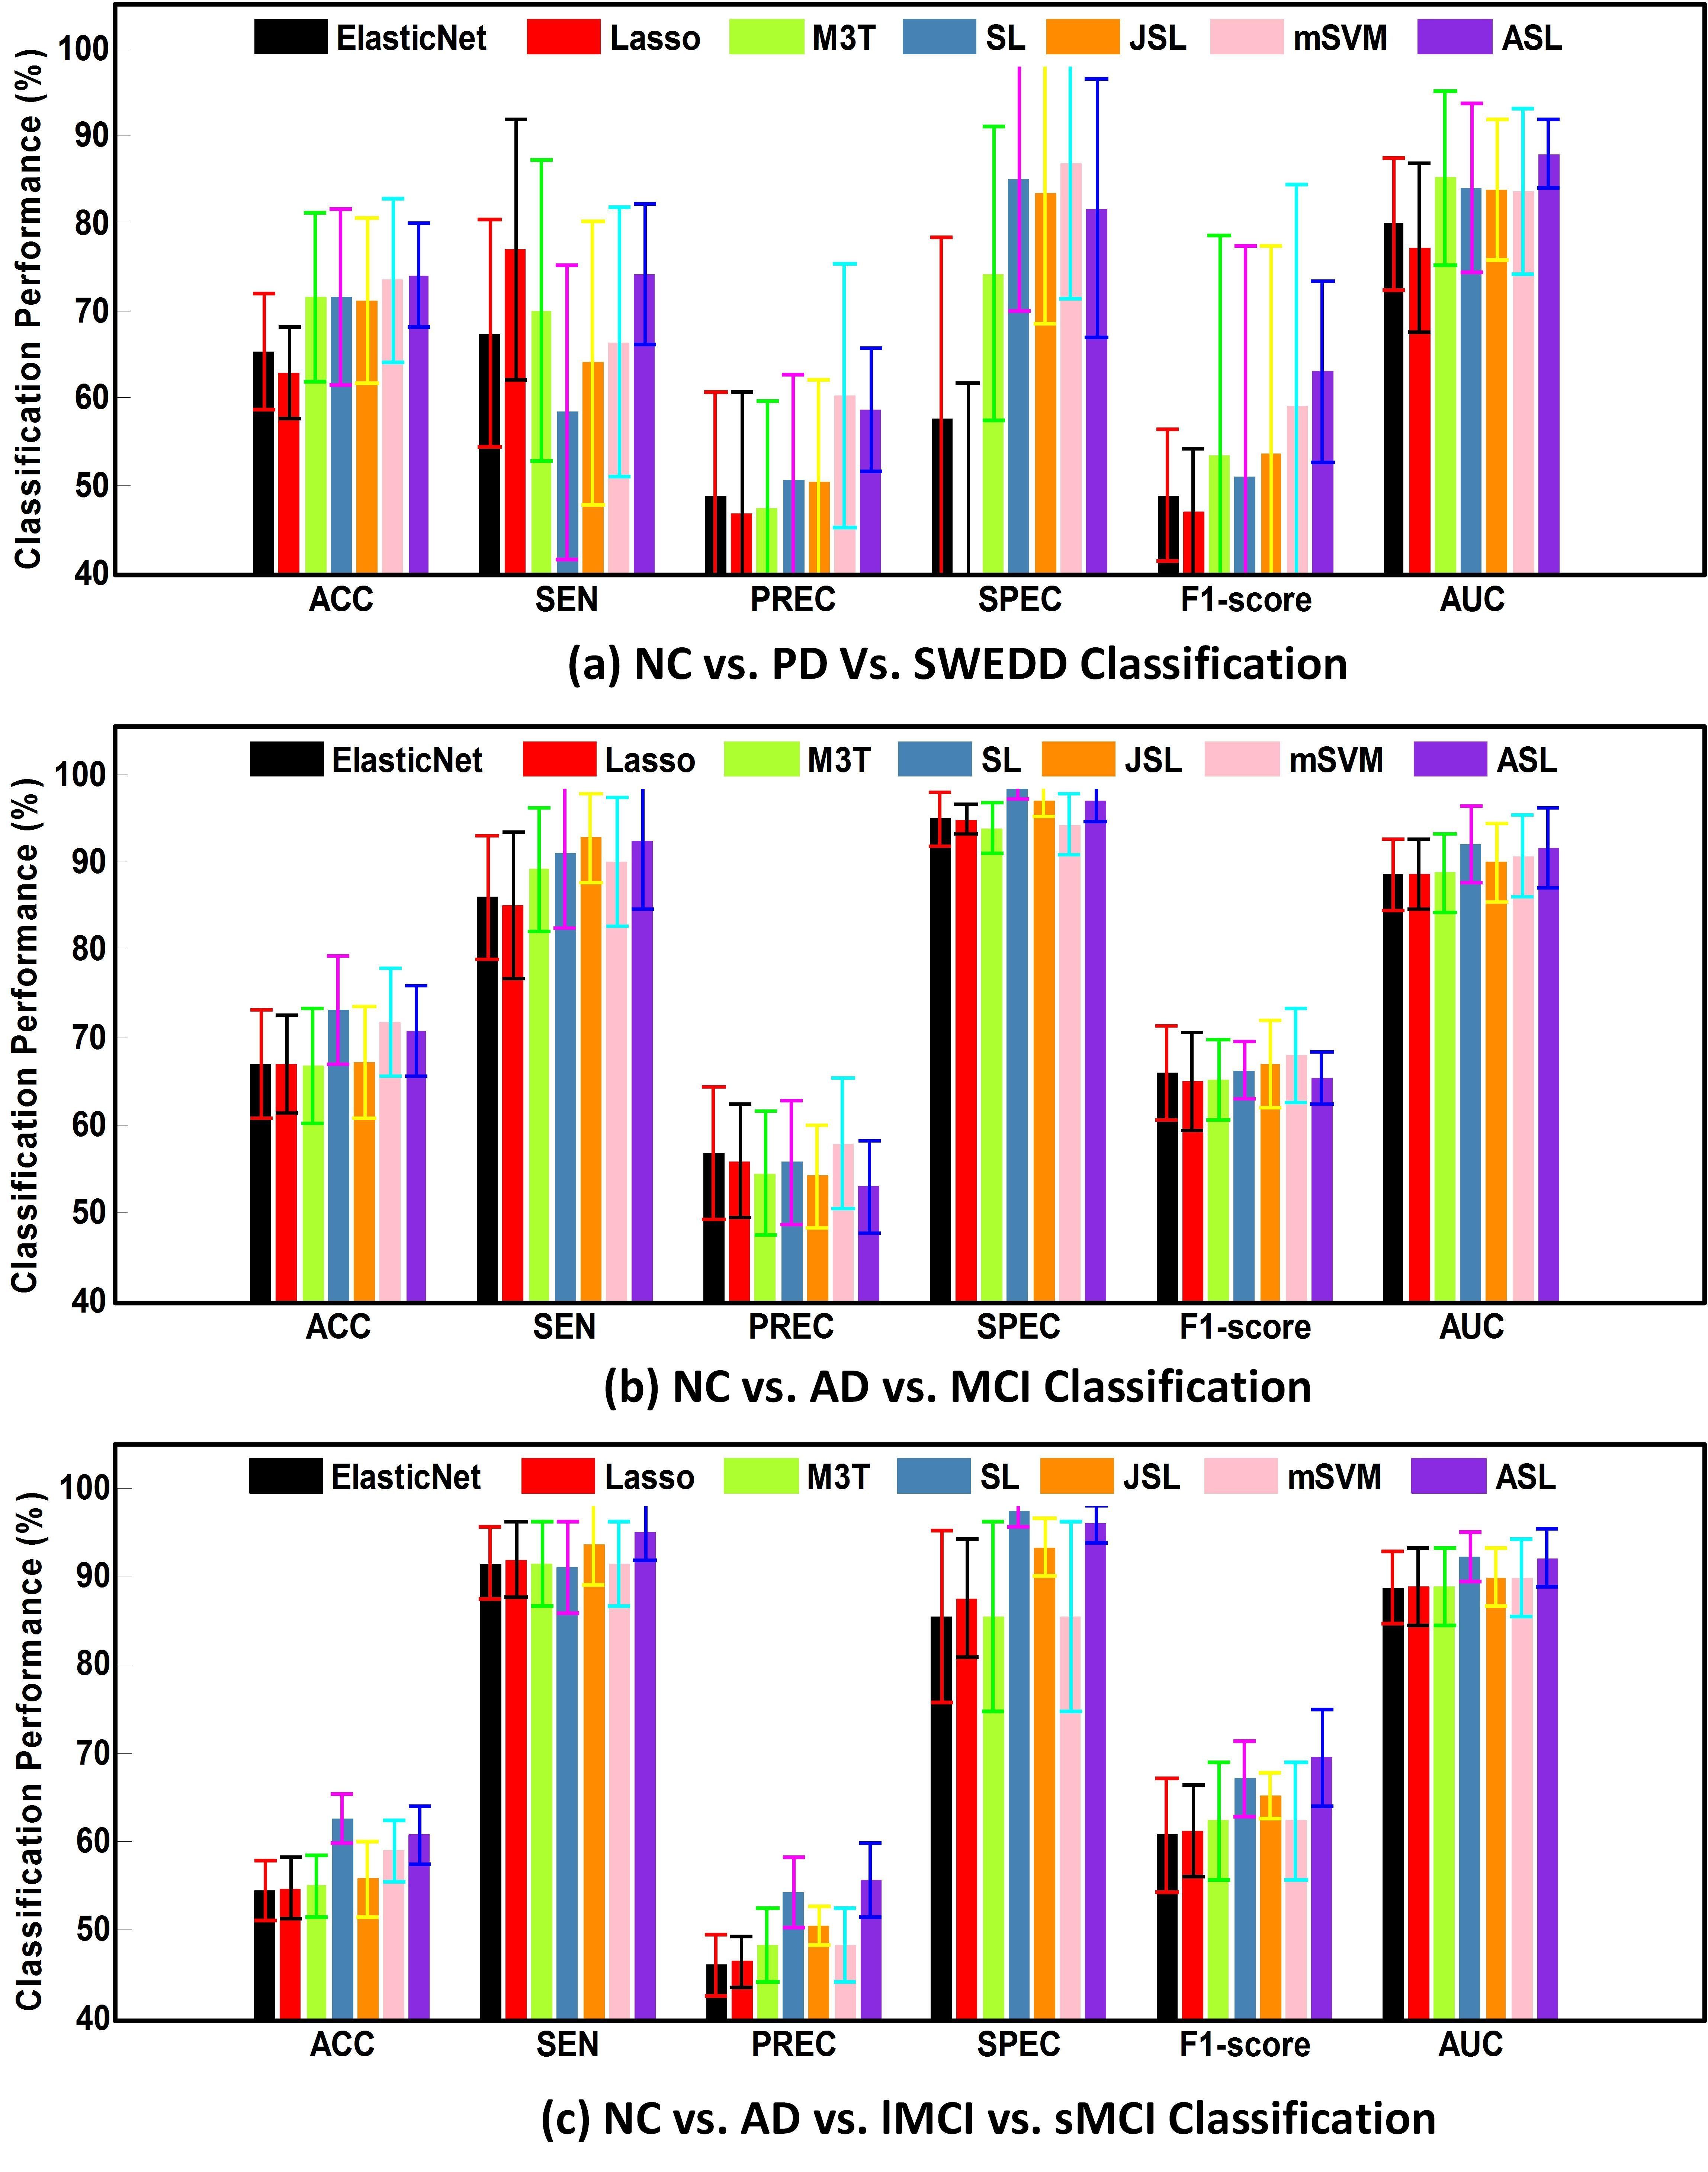 ElasticNet Lasso M3T SL JSL mSVM ASL
Classification Performance (%)
100
90
80
70
60
50
40
ACC SEN PREC SPEC F1-score AUC
(a) NC vs. PD Vs. SWEDD Classification
ElasticNet Lasso M3T SL JSL mSVM ASL
Classification Performance (%)
100
90
80
70
60
50
40
ACC SEN PREC SPEC F1-score AUC
(b) NC vs. AD vs. MCI Classification
ElasticNet Lasso M3T SL JSL mSVM ASL
Classification Performance (%)
100
90
80
70
60
50
40
ACC SEN PREC SPEC F1-score AUC
(c) NC vs. AD vs. lMCI vs. sMCI Classification